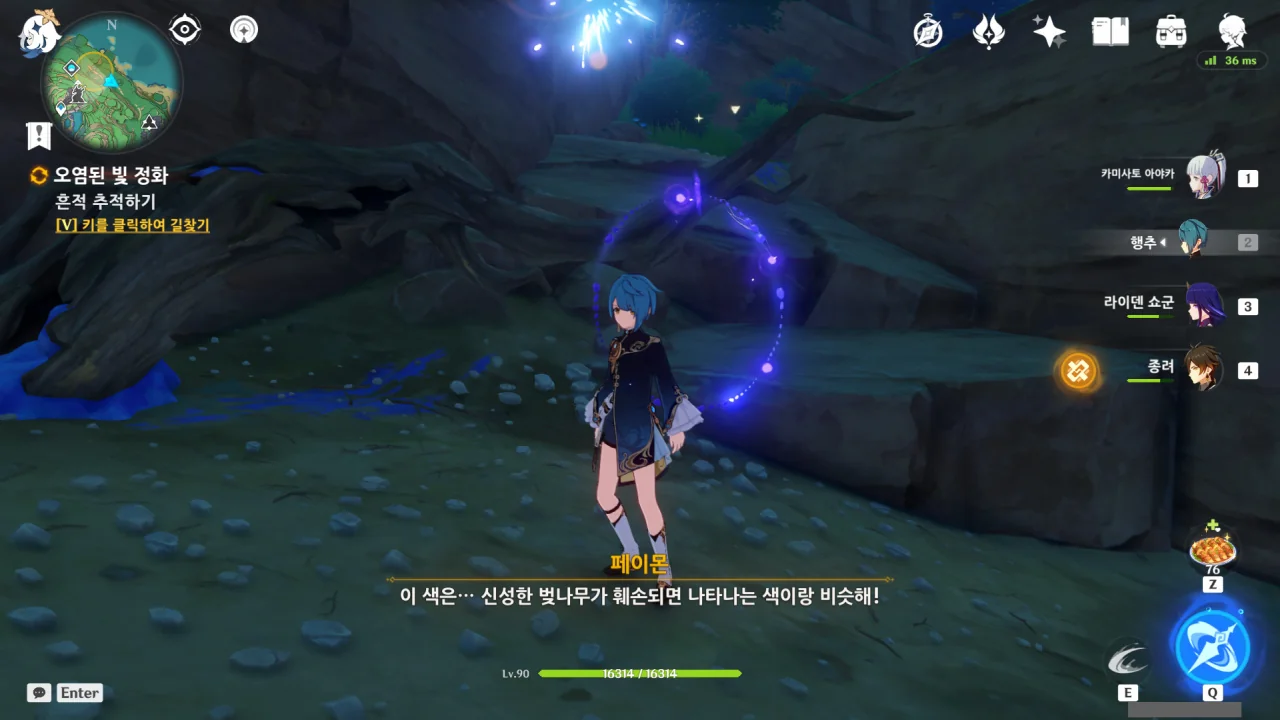 N
36 ms
오염된 빛 정화
흔적 추적하기
[V] 키를 클릭하여 길찾기
카미사토 아야카
1
행추
2
라이덴 쇼군
3
종려
4
페이몬
이 색은… 신성한 벚나무가 훼손되면 나타나는 색이랑 비슷해!
76
Z
Lv.90
16314 / 16314
Enter
E
Q